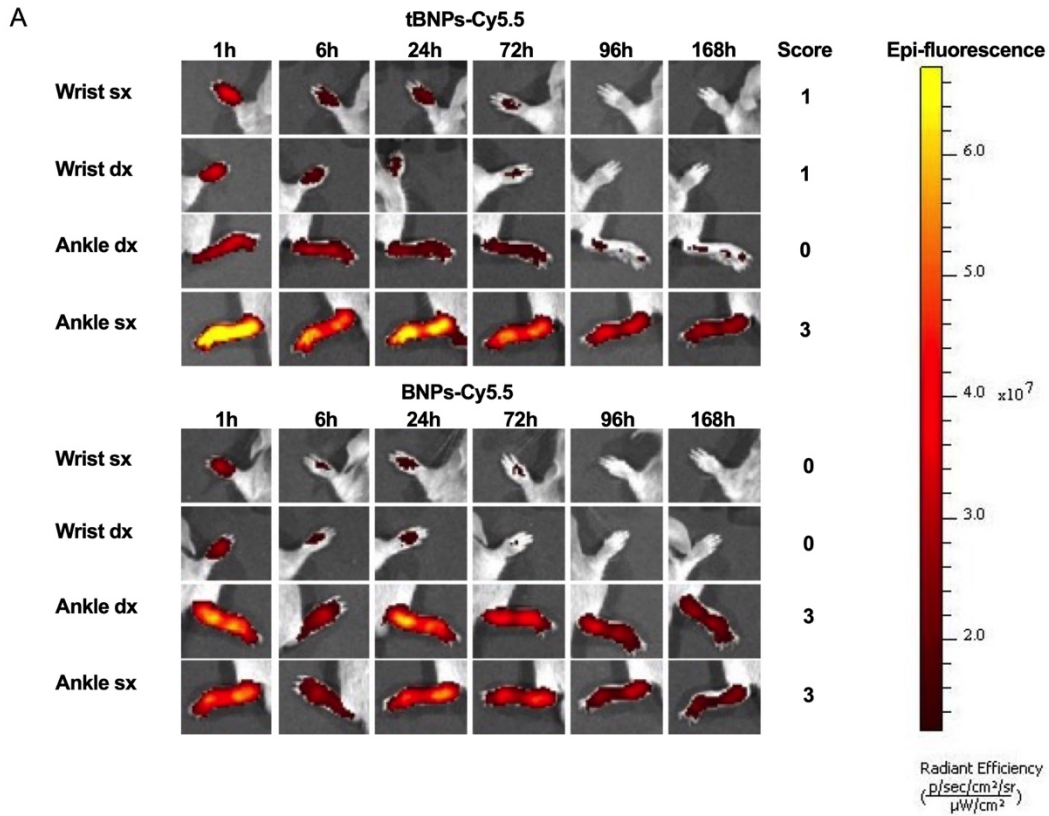 A
tBNPs-Cy5.5
1h 6h 24h 72h 96h 168h Score Epi-fluorescence
Wrist sx 1
Wrist dx 1
Ankle dx 0
Ankle sx 3
6.0
5.0
4.0 x10⁷
3.0
2.0
BNPs-Cy5.5
1h 6h 24h 72h 96h 168h
Wrist sx 0
Wrist dx 0
Ankle dx 3
Ankle sx 3
Radiant Efficiency
(p/sec/cm²/sr
µW/cm²)